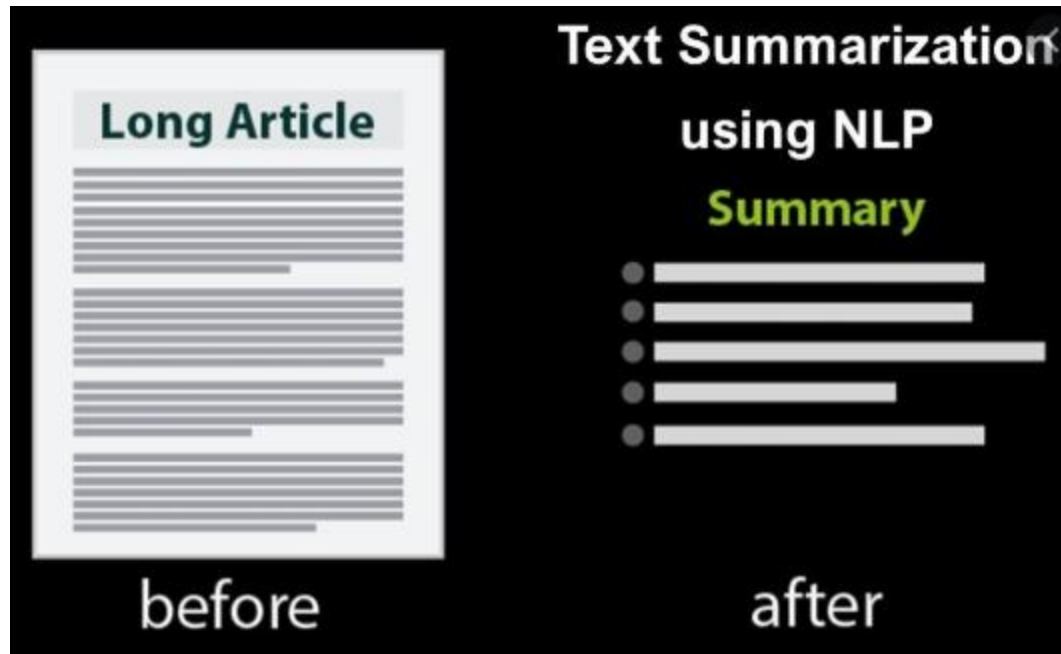 Long Article
before
Text Summarization
using NLP
Summary
after